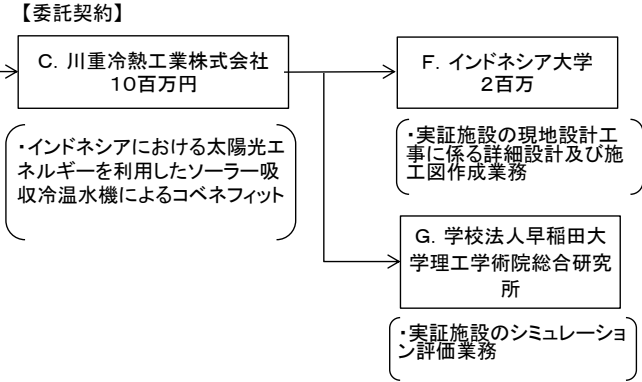 【委託契約】
C．川重冷熱工業株式会社
10百万円
・インドネシアにおける太陽光エ
ネルギーを利用したソーラー吸
収冷温水機によるコベネフィット
F．インドネシア大学
2百万
・実証施設の現地設計工
事に係る詳細設計及び施
工図作成業務
G．学校法人早稲田大
学理工学術院総合研究
所
・実証施設のシミュレーショ
ン評価業務